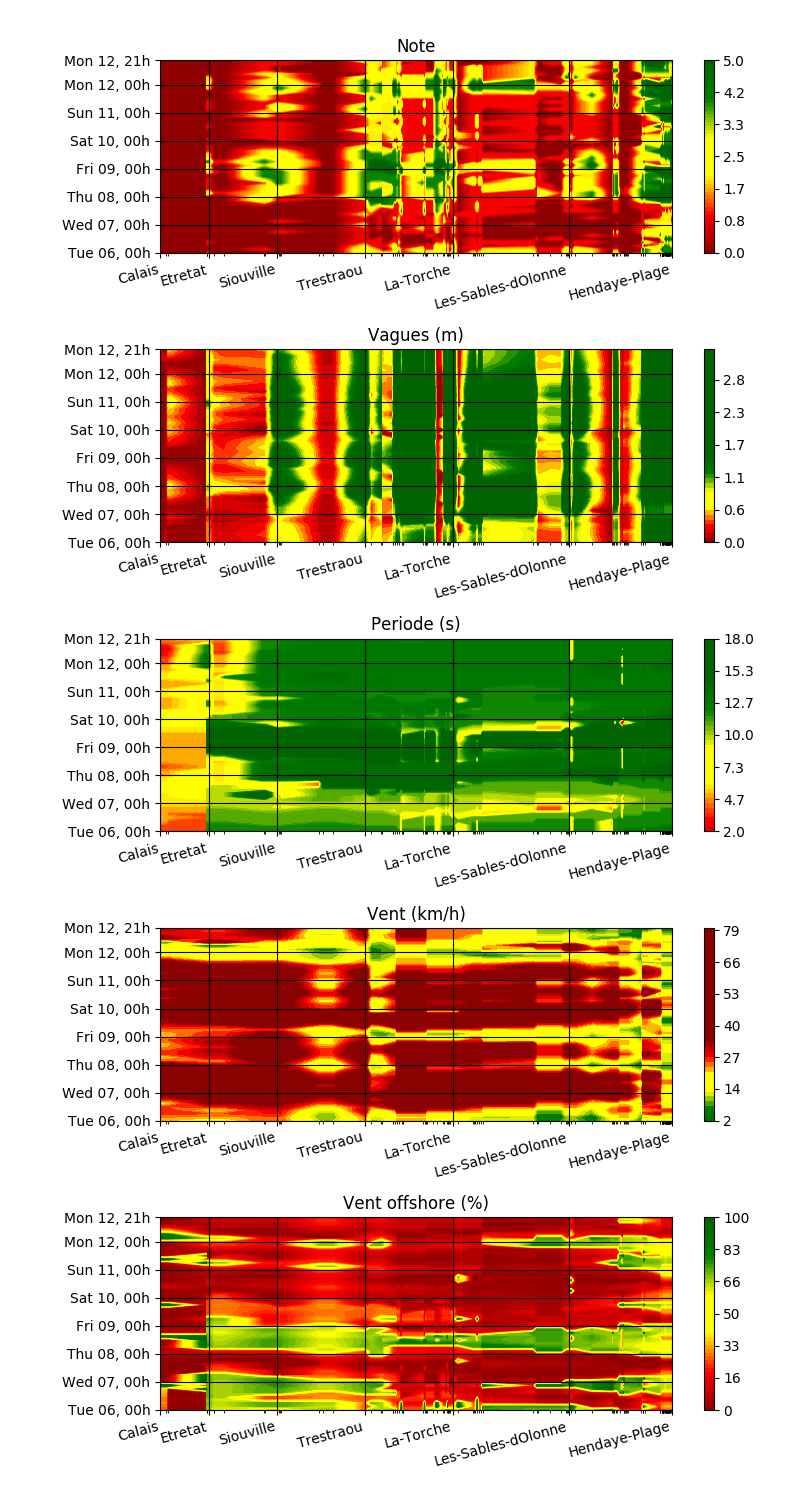 Note
Mon 12, 21h
Mon 12, 00h
Sun 11, 00h
Sat 10, 00h
Fri 09, 00h
Thu 08, 00h
Wed 07, 00h
Tue 06, 00h
5.0
4.2
3.3
2.5
1.7
0.8
0.0
Calais
Etretat
Siouville
Trestraou
La-Torche
Les-Sables-dOlonne
Hendaye-Plage
Vagues (m)
Mon 12, 21h
Mon 12, 00h
Sun 11, 00h
Sat 10, 00h
Fri 09, 00h
Thu 08, 00h
Wed 07, 00h
Tue 06, 00h
2.8
2.3
1.7
1.1
0.6
0.0
Calais
Etretat
Siouville
Trestraou
La-Torche
Les-Sables-dOlonne
Hendaye-Plage
Periode (s)
Mon 12, 21h
Mon 12, 00h
Sun 11, 00h
Sat 10, 00h
Fri 09, 00h
Thu 08, 00h
Wed 07, 00h
Tue 06, 00h
18.0
15.3
12.7
10.0
7.3
4.7
2.0
Calais
Etretat
Siouville
Trestraou
La-Torche
Les-Sables-dOlonne
Hendaye-Plage
Vent (km/h)
Mon 12, 21h
Mon 12, 00h
Sun 11, 00h
Sat 10, 00h
Fri 09, 00h
Thu 08, 00h
Wed 07, 00h
Tue 06, 00h
79
66
53
40
27
14
2
Calais
Etretat
Siouville
Trestraou
La-Torche
Les-Sables-dOlonne
Hendaye-Plage
Vent offshore (%)
Mon 12, 21h
Mon 12, 00h
Sun 11, 00h
Sat 10, 00h
Fri 09, 00h
Thu 08, 00h
Wed 07, 00h
Tue 06, 00h
100
83
66
50
33
16
0
Calais
Etretat
Siouville
Trestraou
La-Torche
Les-Sables-dOlonne
Hendaye-Plage